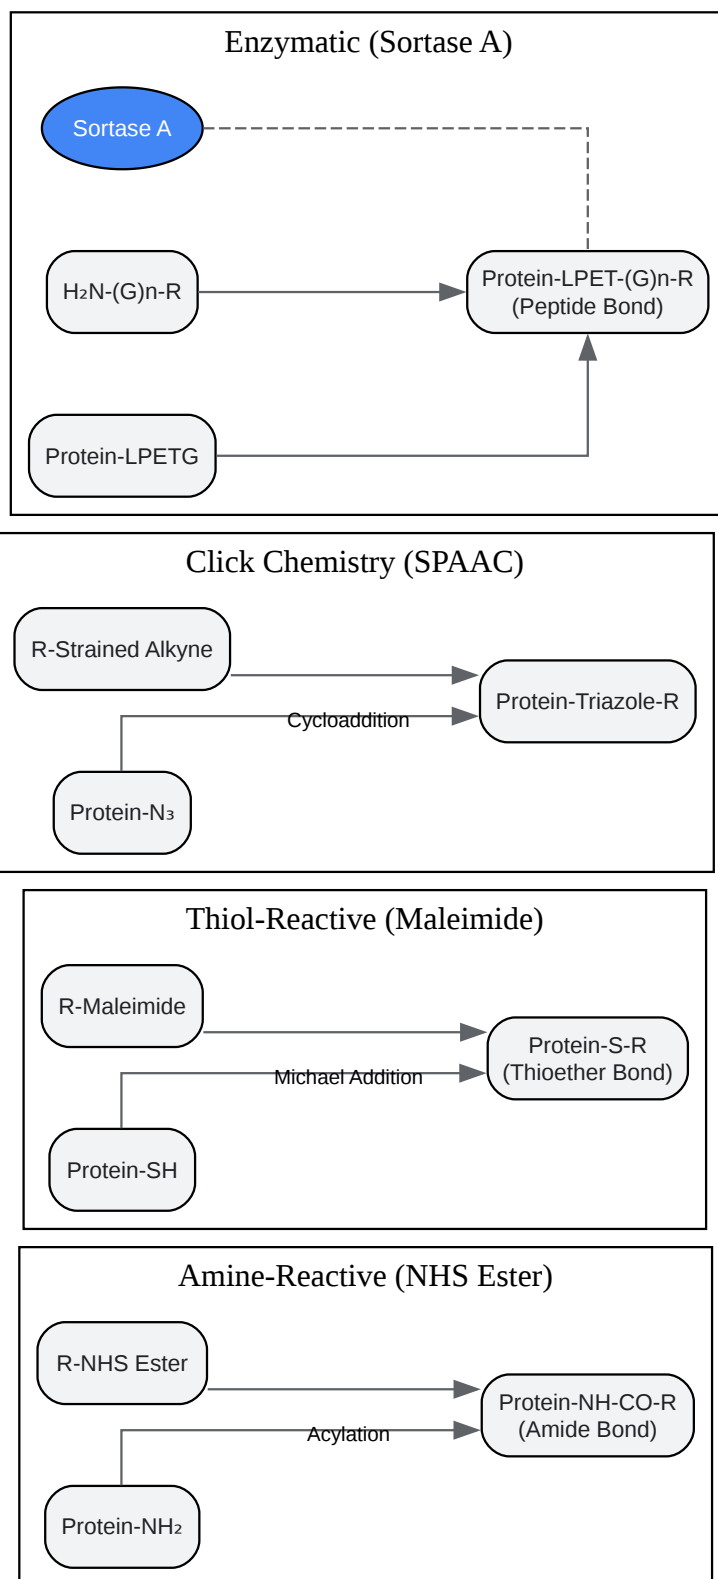 Enzymatic (Sortase A)
Sortase A
H₂N-(G)n-R
Protein-LPET-(G)n-R
(Peptide Bond)
Protein-LPETG
Click Chemistry (SPAAC)
R-Strained Alkyne
Protein-Triazole-R
Cycloaddition
Protein-N₃
Thiol-Reactive (Maleimide)
R-Maleimide
Protein-S-R
(Thioether Bond)
Michael Addition
Protein-SH
Amine-Reactive (NHS Ester)
R-NHS Ester
Protein-NH-CO-R
(Amide Bond)
Acylation
Protein-NH₂